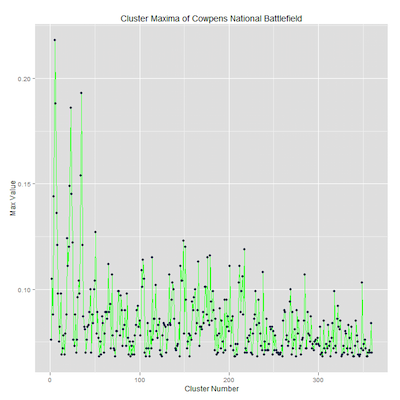 Cluster Maxima of Cowpens National Battlefield
Max Value
0.20
0.15
0.10
0
100
200
300
Cluster Number